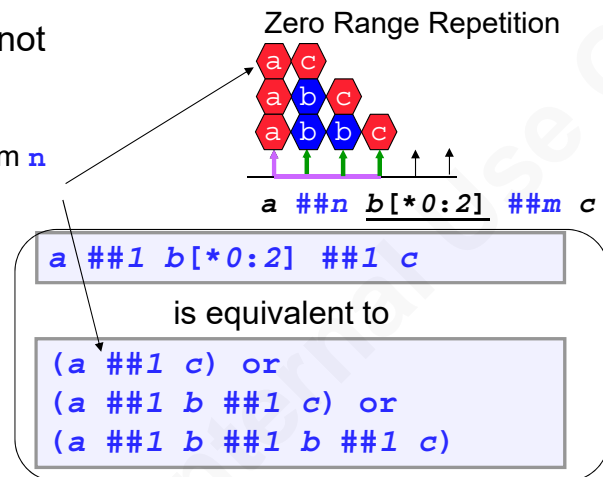 not
Zero Range Repetition
a c
a b c
m n
a b b c
a ##n b[*0:2] ##m c
a ##1 b[*0:2] ##1 c
is equivalent to
(a ##1 c) or
(a ##1 b ##1 c) or
(a ##1 b ##1 b ##1 c)